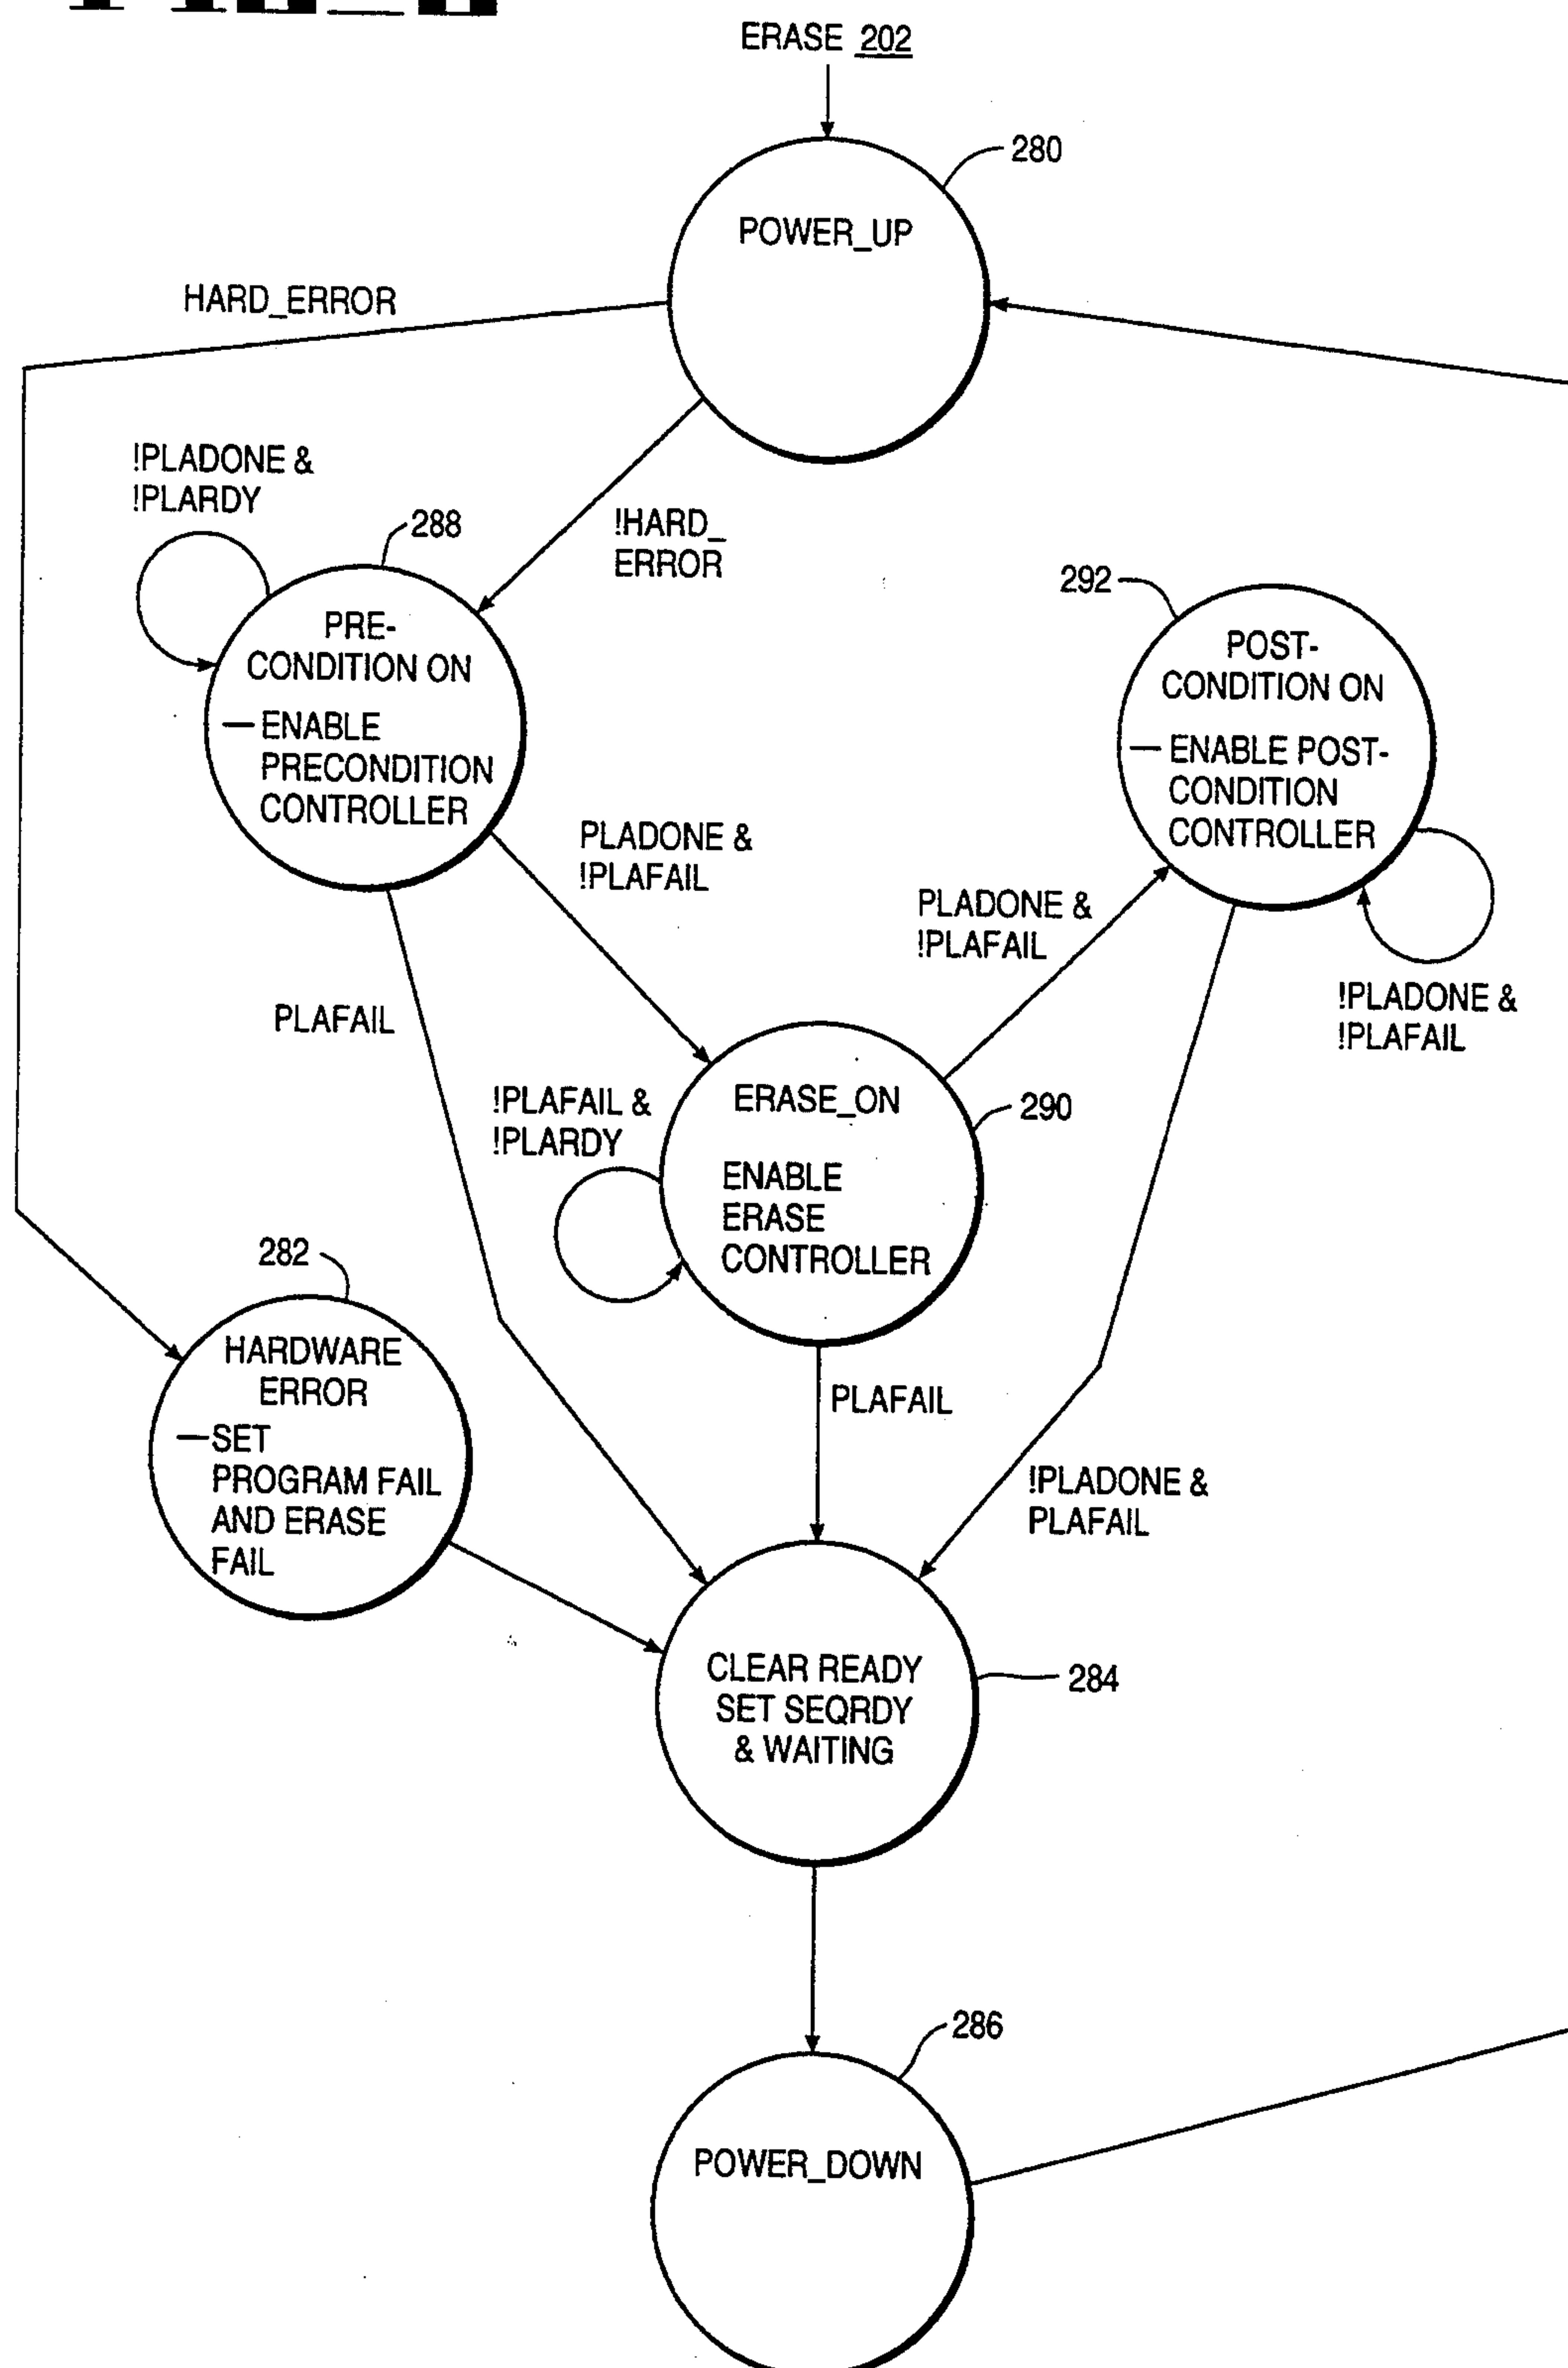 ERASE 202
280
POWER_UP
HARD_ERROR
!PLADONE &
!PLARDY
288
!HARD_
ERROR
292
PRE-
CONDITION ON
— ENABLE
PRECONDITION
CONTROLLER
POST-
CONDITION ON
— ENABLE POST-
CONDITION
CONTROLLER
PLADONE &
!PLAFAIL
PLADONE &
!PLAFAIL
!PLADONE &
!PLAFAIL
PLAFAIL
!PLAFAIL &
!PLARDY
ERASE_ON
290
ENABLE
ERASE
CONTROLLER
282
HARDWARE
ERROR
—SET
PROGRAM FAIL
AND ERASE
FAIL
PLAFAIL
!PLADONE &
PLAFAIL
CLEAR READY
SET SEQRDY
& WAITING
284
286
POWER_DOWN